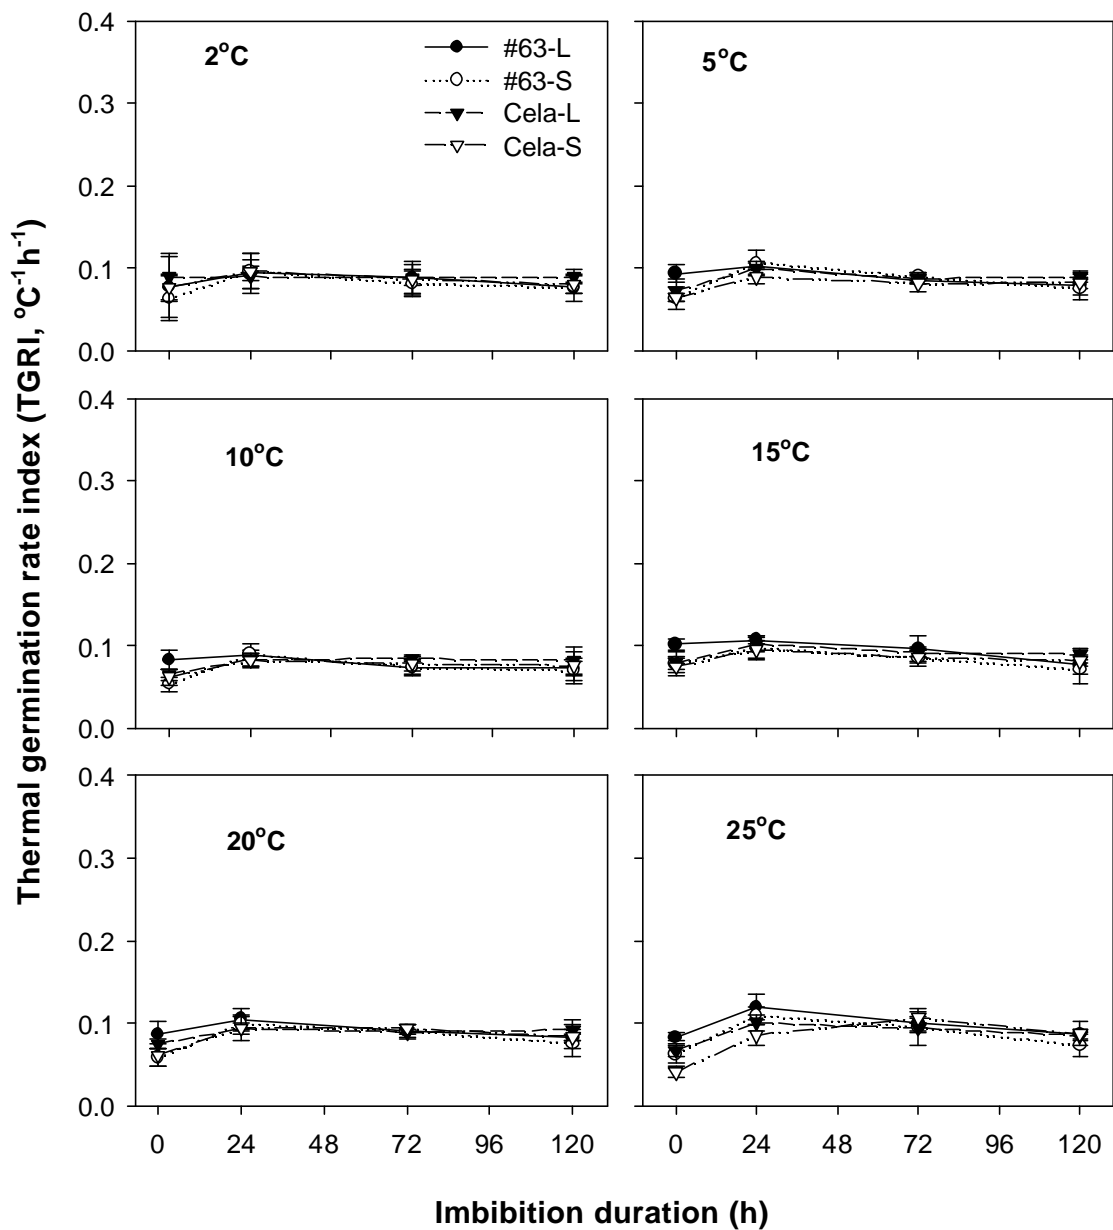 0.4
2°C
#63-L
#63-S
Cela-L
Cela-S
5°C
0.3
0.2
0.1
0.0
0.4
10°C
15°C
0.3
0.2
0.1
0.0
0.4
20°C
25°C
0.3
0.2
0.1
0.0
0 24 48 72 96 120 0 24 48 72 96 120
Thermal germination rate index (TGRI, °C⁻¹h⁻¹)
Imbibition duration (h)